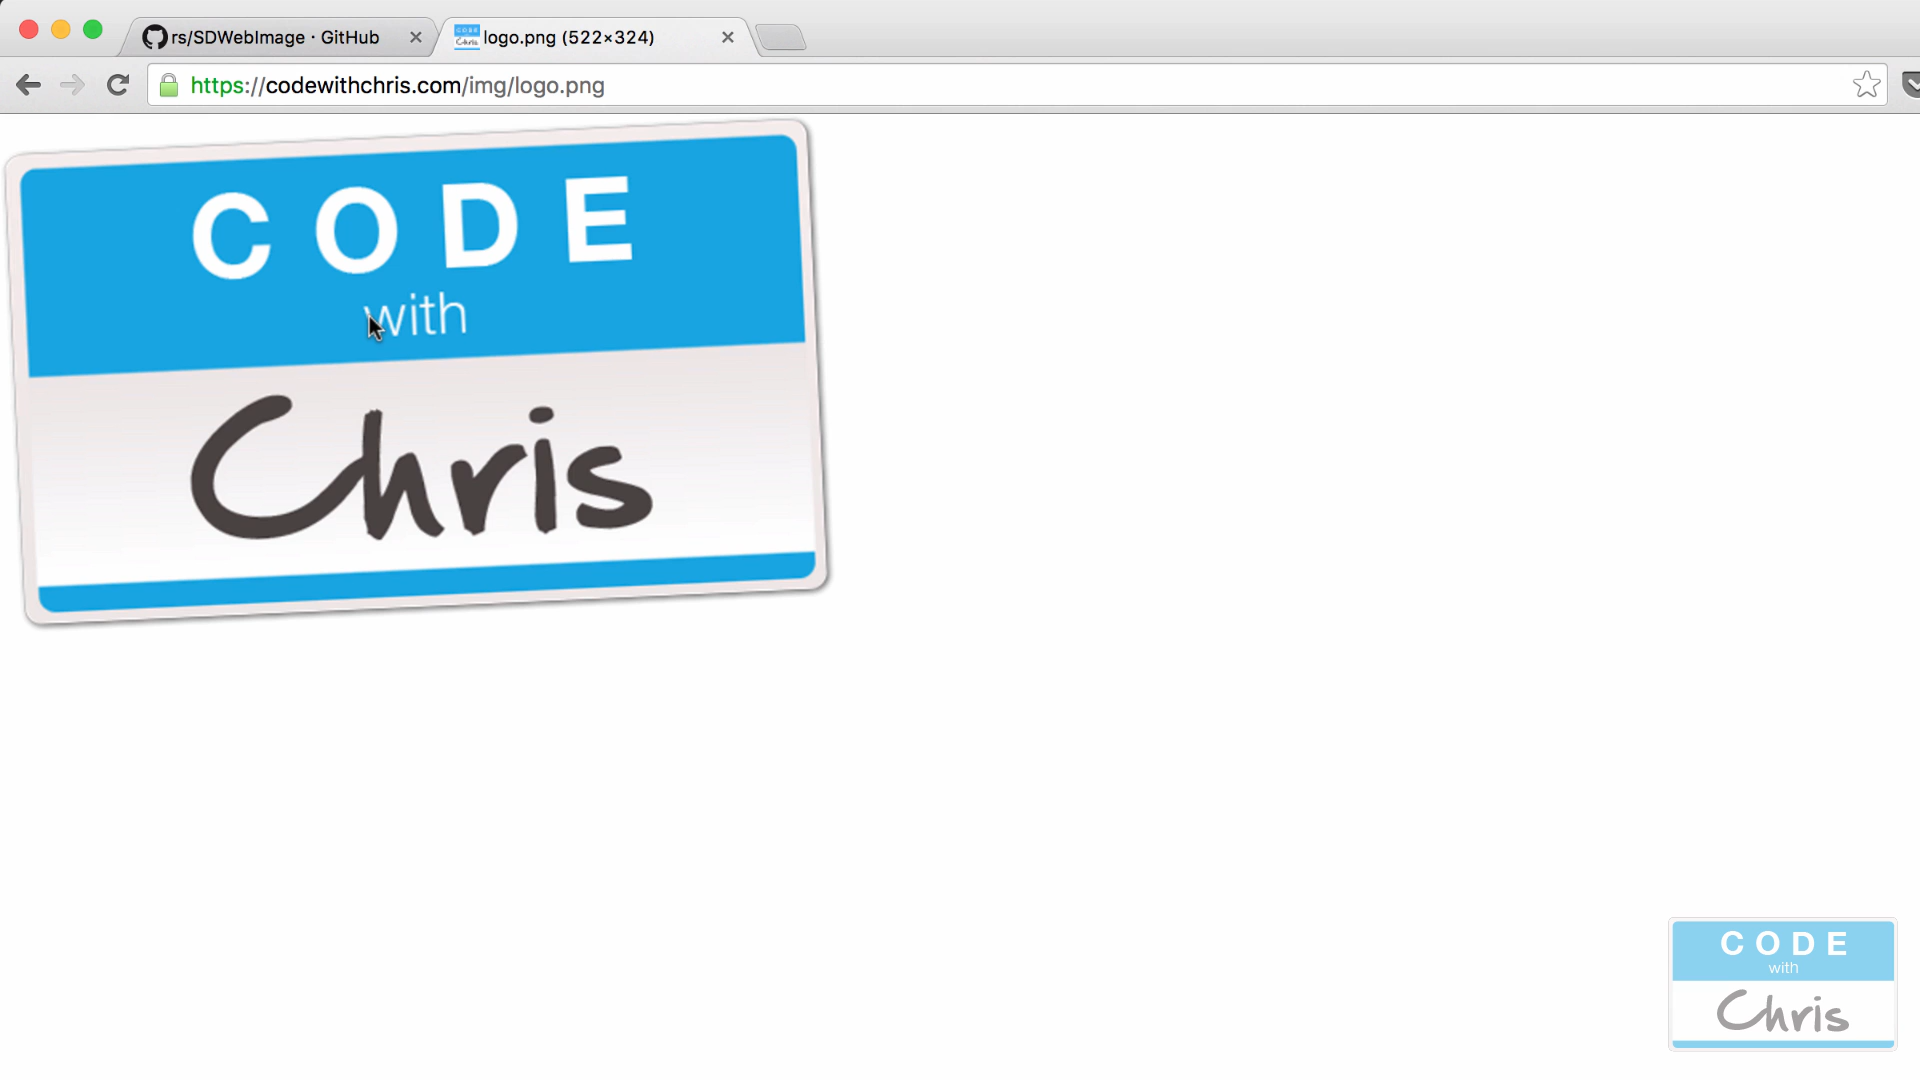 rs/SDWebImage · GitHub
logo.png (522×324)
https://codewithchris.com/img/logo.png
CODE
with
Chris
CODE
with
Chris